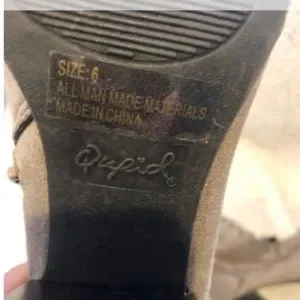 SIZE: 6
ALL MAN MADE MATERIALS
MADE IN CHINA
Qupid